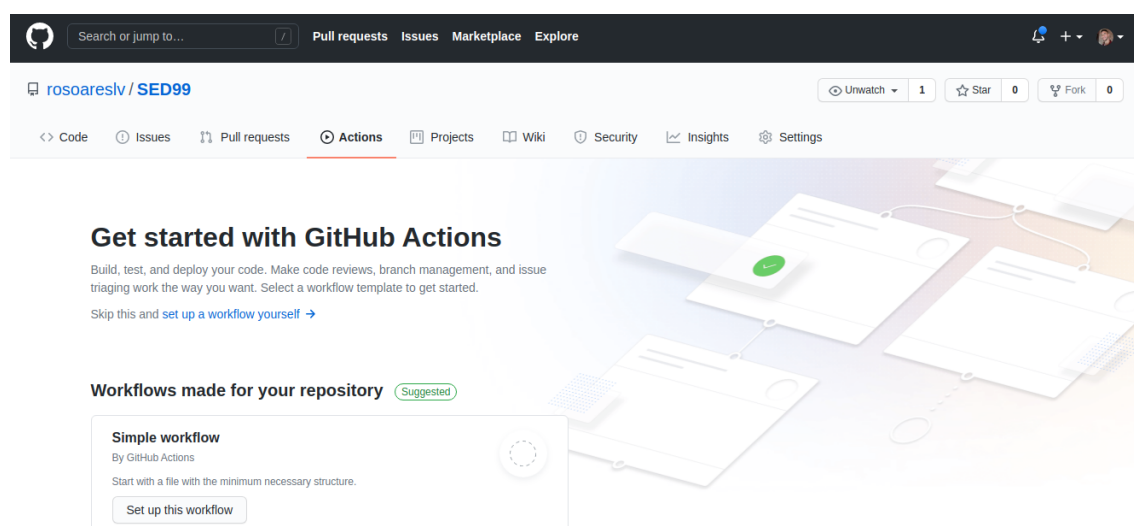 Search or jump to… /
Pull requests Issues Marketplace Explore
rosoareslv / SED99
Unwatch 1 Star 0 Fork 0
Code Issues Pull requests Actions Projects Wiki Security Insights Settings
Get started with GitHub Actions
Build, test, and deploy your code. Make code reviews, branch management, and issue
triaging work the way you want. Select a workflow template to get started.
Skip this and set up a workflow yourself →
Workflows made for your repository Suggested
Simple workflow
By GitHub Actions
Start with a file with the minimum necessary structure.
Set up this workflow